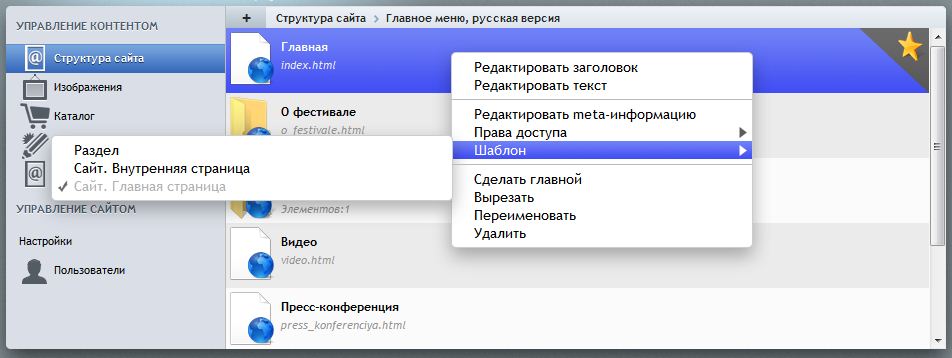 УПРАВЛЕНИЕ КОНТЕНТОМ
Структура сайта
Изображения
Каталог
УПРАВЛЕНИЕ САЙТОМ
Настройки
Пользователи
+ Структура сайта > Главное меню, русская версия
Главная
index.html
О фестивале
o_festivale.html
Элементов:1
Видео
video.html
Пресс-конференция
press_konferenciya.html
Редактировать заголовок
Редактировать текст
Редактировать meta-информацию
Права доступа
Шаблон
Сделать главной
Вырезать
Переименовать
Удалить
Раздел
Сайт. Внутренняя страница
Сайт. Главная страница